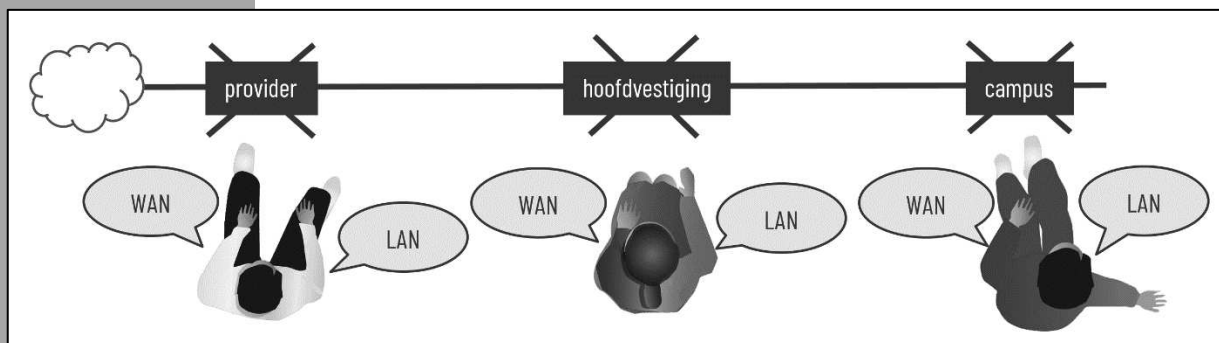 provider
hoofdvestiging
campus
WAN
LAN
WAN
LAN
WAN
LAN